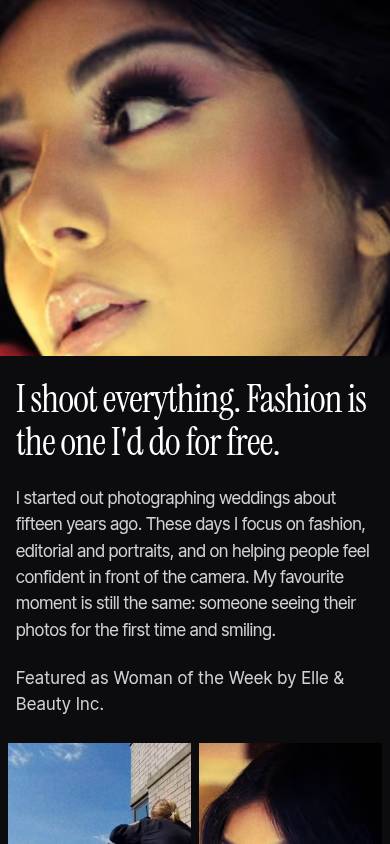 I shoot everything. Fashion is
the one I'd do for free.
I started out photographing weddings about
fifteen years ago. These days I focus on fashion,
editorial and portraits, and on helping people feel
confident in front of the camera. My favourite
moment is still the same: someone seeing their
photos for the first time and smiling.
Featured as Woman of the Week by Elle &
Beauty Inc.